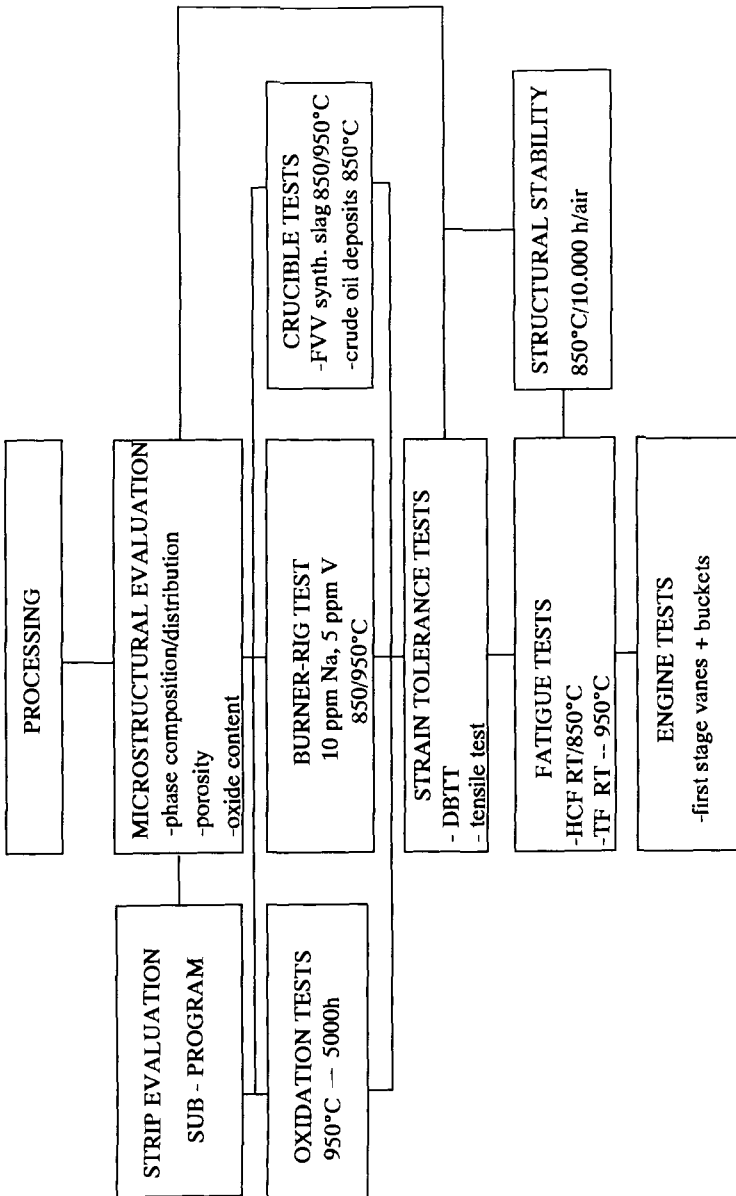 PROCESSING
STRIP EVALUATION
SUB - PROGRAM
MICROSTRUCTURAL EVALUATION
-phase composition/distribution
-porosity
-oxide content
OXIDATION TESTS
950°C — 5000h
BURNER-RIG TEST
10 ppm Na, 5 ppm V
850/950°C
CRUCIBLE TESTS
-FVV synth. slag 850/950°C
-crude oil deposits 850°C
STRAIN TOLERANCE TESTS
- DBTT
- tensile test
FATIGUE TESTS
-HCF RT/850°C
-TF RT -- 950°C
STRUCTURAL STABILITY
850°C/10.000 h/air
ENGINE TESTS
-first stage vanes + buckets